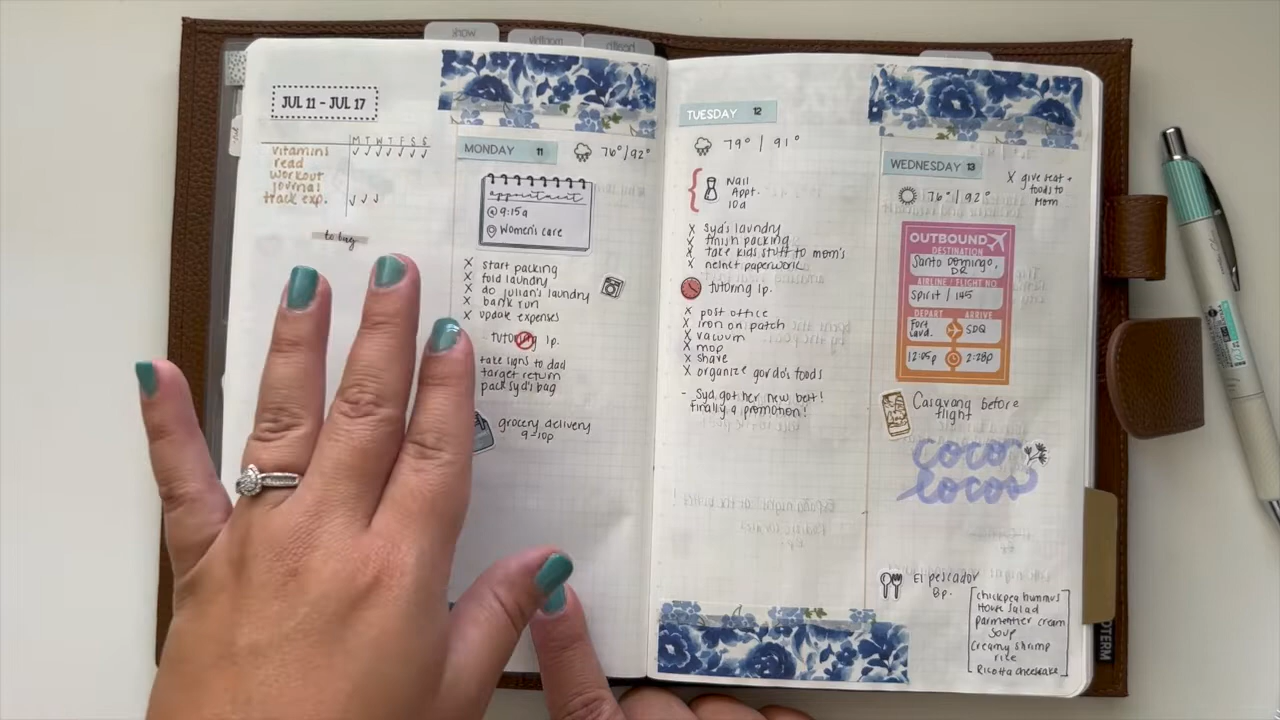 JUL 11 - JUL 17
M T W T F S S
vitamins ✓ ✓ ✓ ✓ ✓ ✓ ✓
read
workout
journal
track exp. ✓ ✓ ✓
to buy
MONDAY 11
76°/92°
appointment
@ 9:15a
Women's care
X start packing
X fold laundry
X do Julian's laundry
X bank run
X update expenses
tutoring 1p.
take signs to dad
target return
pack syd's bag
grocery delivery
9-10p
TUESDAY 12
79° / 91°
Nail
Appt.
10a
X Syd's laundry
X finish packing
X take kids stuff to mom's
X nelnet paperwork
tutoring 1p.
X post office
X iron on patch
X vacuum
X mop
X shave
X organize gordo's foods
- Syd got her new belt!
finally a promotion!
WEDNESDAY 13
76° / 92°
X give seat +
foods to
Mom
OUTBOUND
DESTINATION
Santo Domingo,
DR
AIRLINE / FLIGHT NO.
Spirit / 145
DEPART ARRIVE
Fort
Laud. SDQ
12:05p 2:28p
before
flight
coco
locos
El pescador
8p.
chickpea hummus
House salad
parmentier cream
soup
creamy shrimp
rice
Ricotta cheesecake